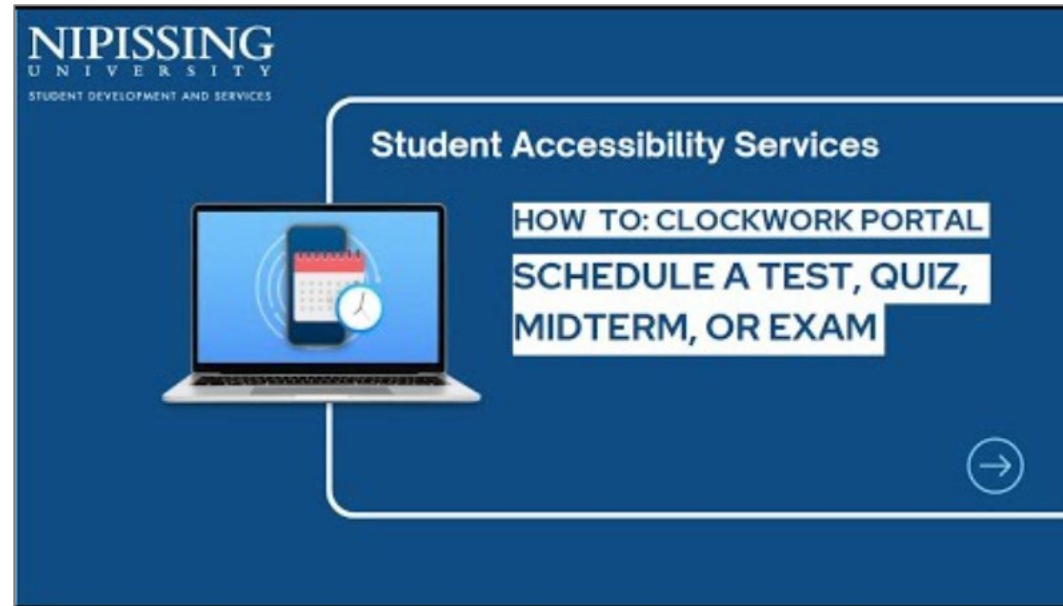 NIPISSING
UNIVERSITY
STUDENT DEVELOPMENT AND SERVICES
Student Accessibility Services
HOW TO: CLOCKWORK PORTAL
SCHEDULE A TEST, QUIZ,
MIDTERM, OR EXAM